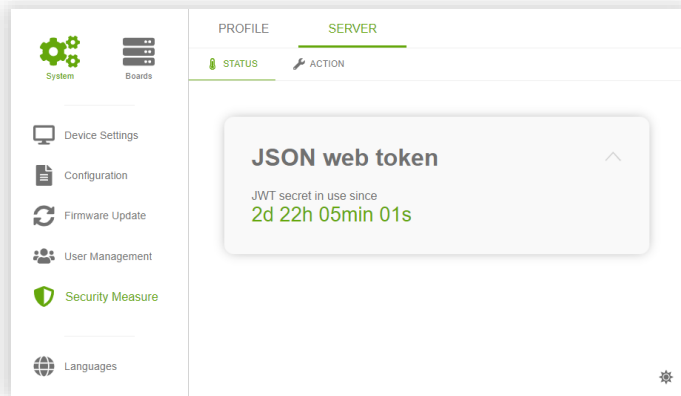 System
Boards
Device Settings
Configuration
Firmware Update
User Management
Security Measure
Languages
PROFILE
SERVER
STATUS
ACTION
JSON web token
JWT secret in use since
2d 22h 05min 01s